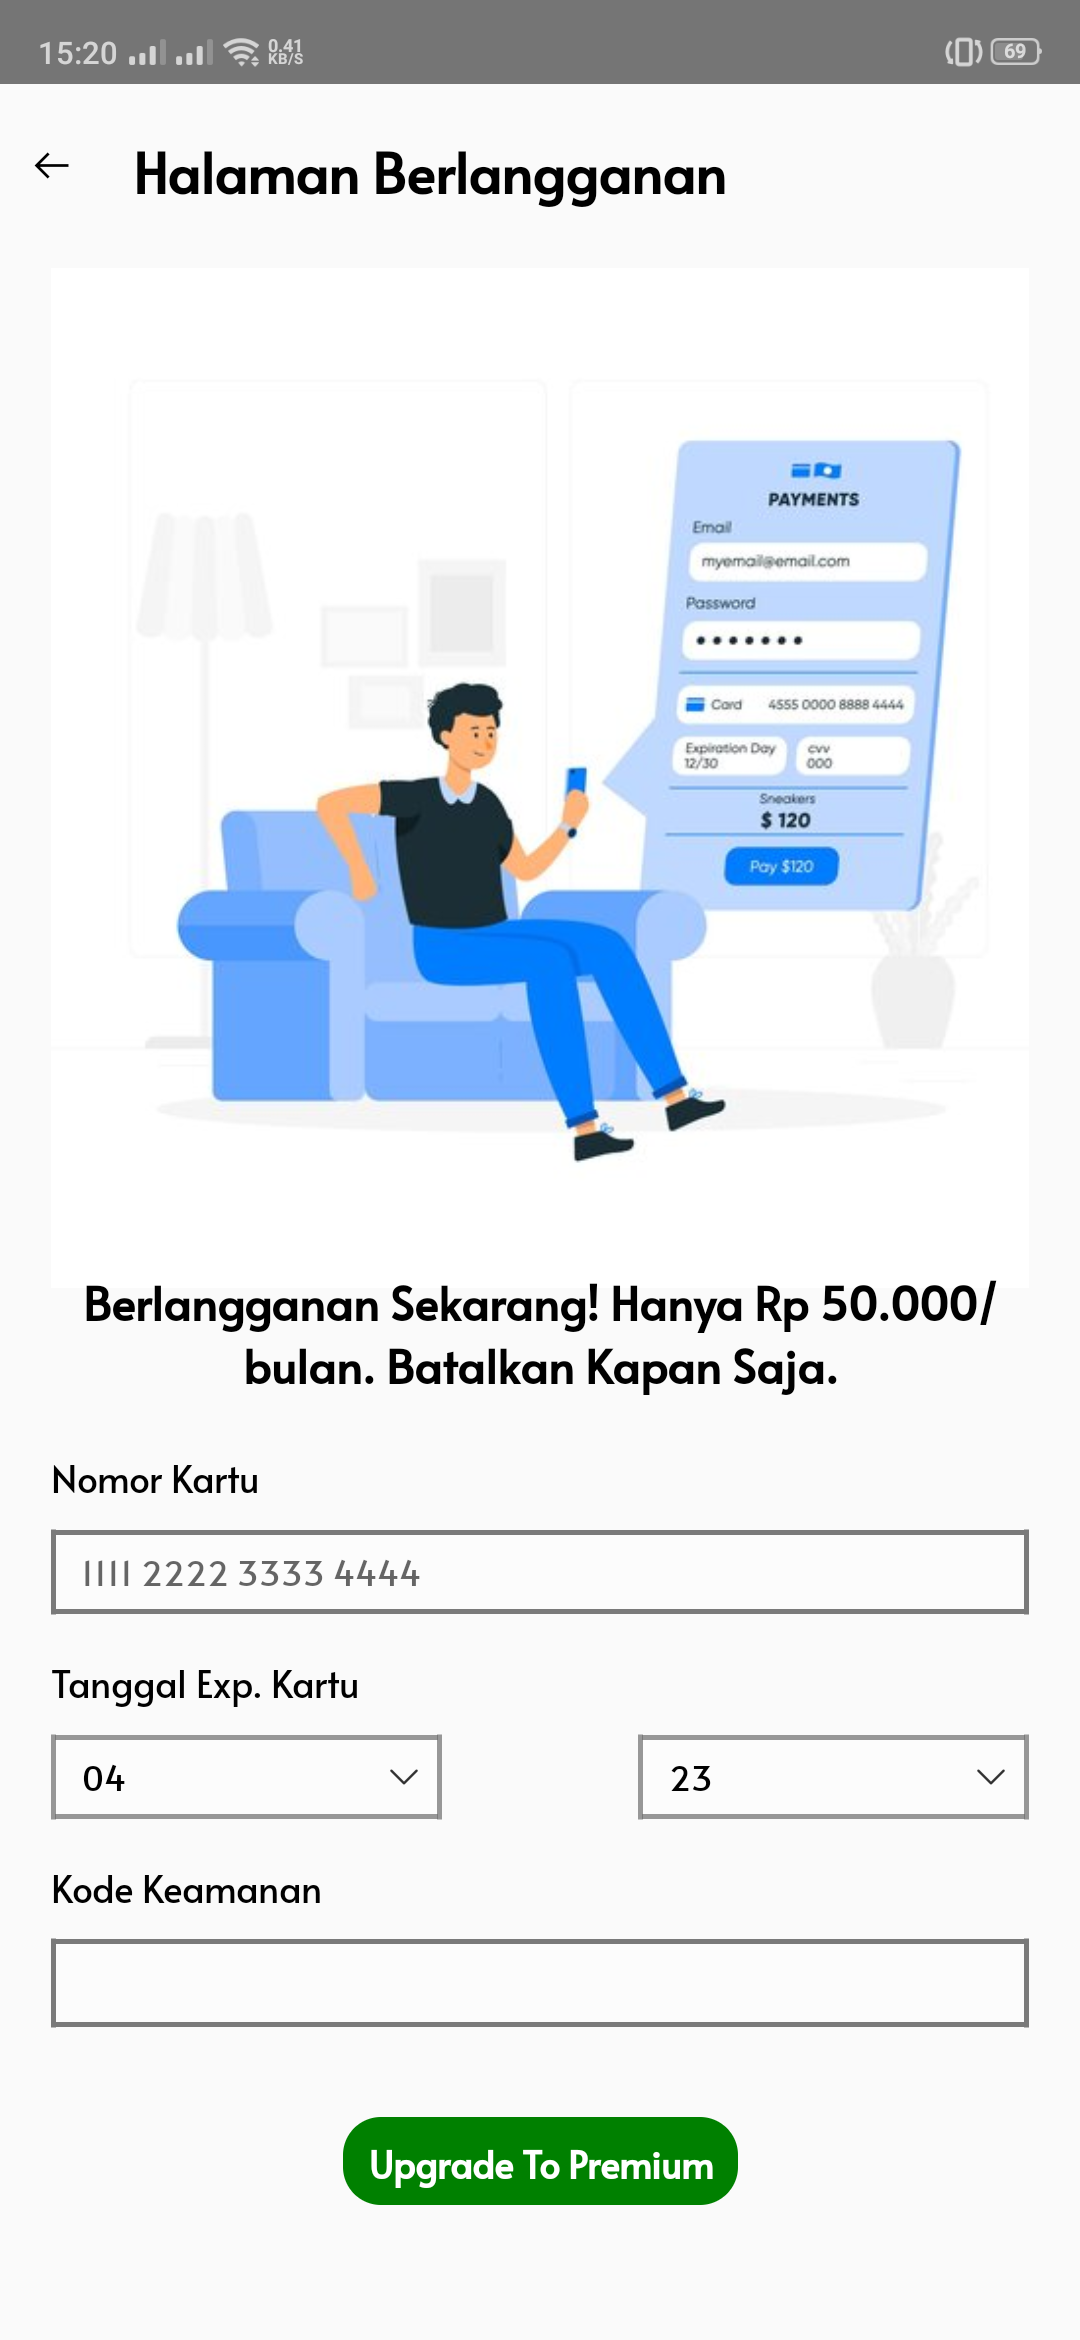 15:20 0.41 KB/S 69
Halaman Berlangganan
PAYMENTS
Email
myemail@email.com
Password
Card 4555 0000 8888 4444
Expiration Day 12/30
cvv 000
Sneakers
$ 120
Pay $120
Berlangganan Sekarang! Hanya Rp 50.000/
bulan. Batalkan Kapan Saja.
Nomor Kartu
1111 2222 3333 4444
Tanggal Exp. Kartu
04 23
Kode Keamanan
Upgrade To Premium